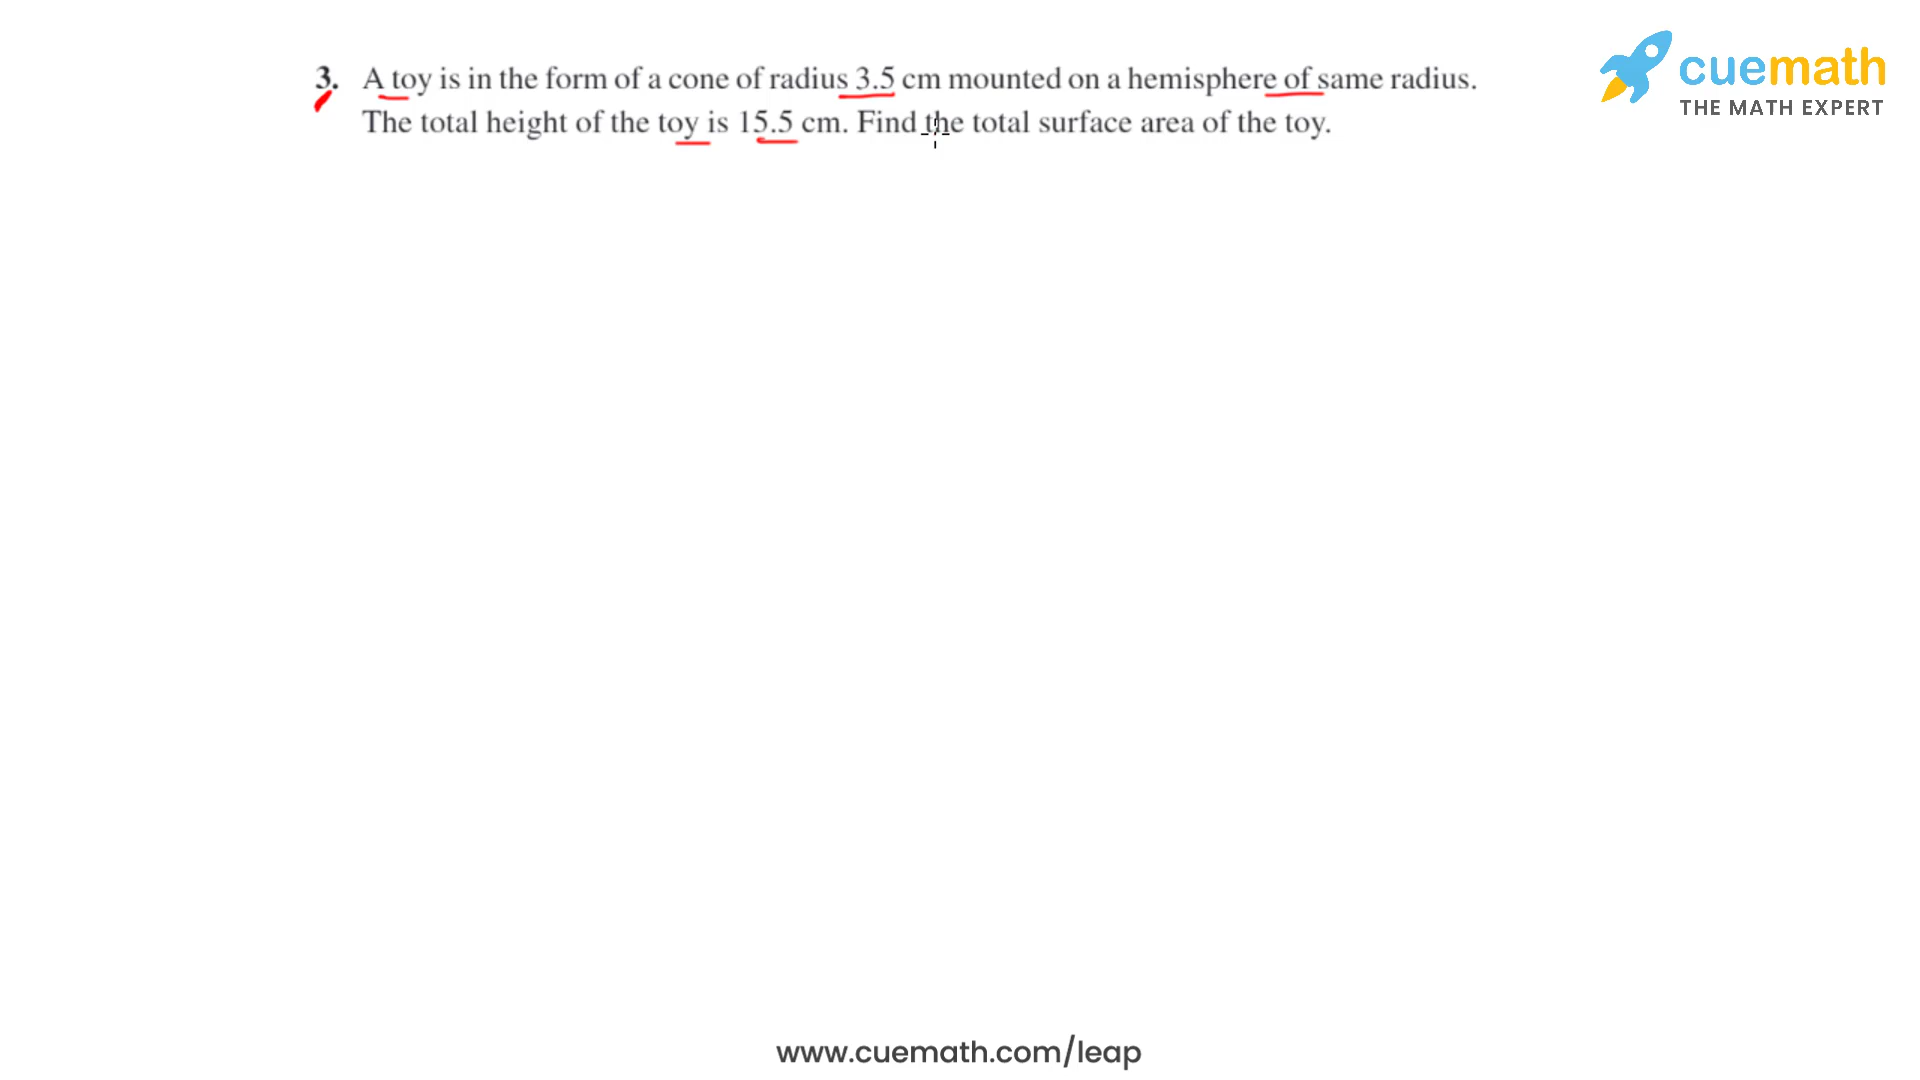 cuemath
THE MATH EXPERT
3. A toy is in the form of a cone of radius 3.5 cm mounted on a hemisphere of same radius.
The total height of the toy is 15.5 cm. Find the total surface area of the toy.
www.cuemath.com/leap